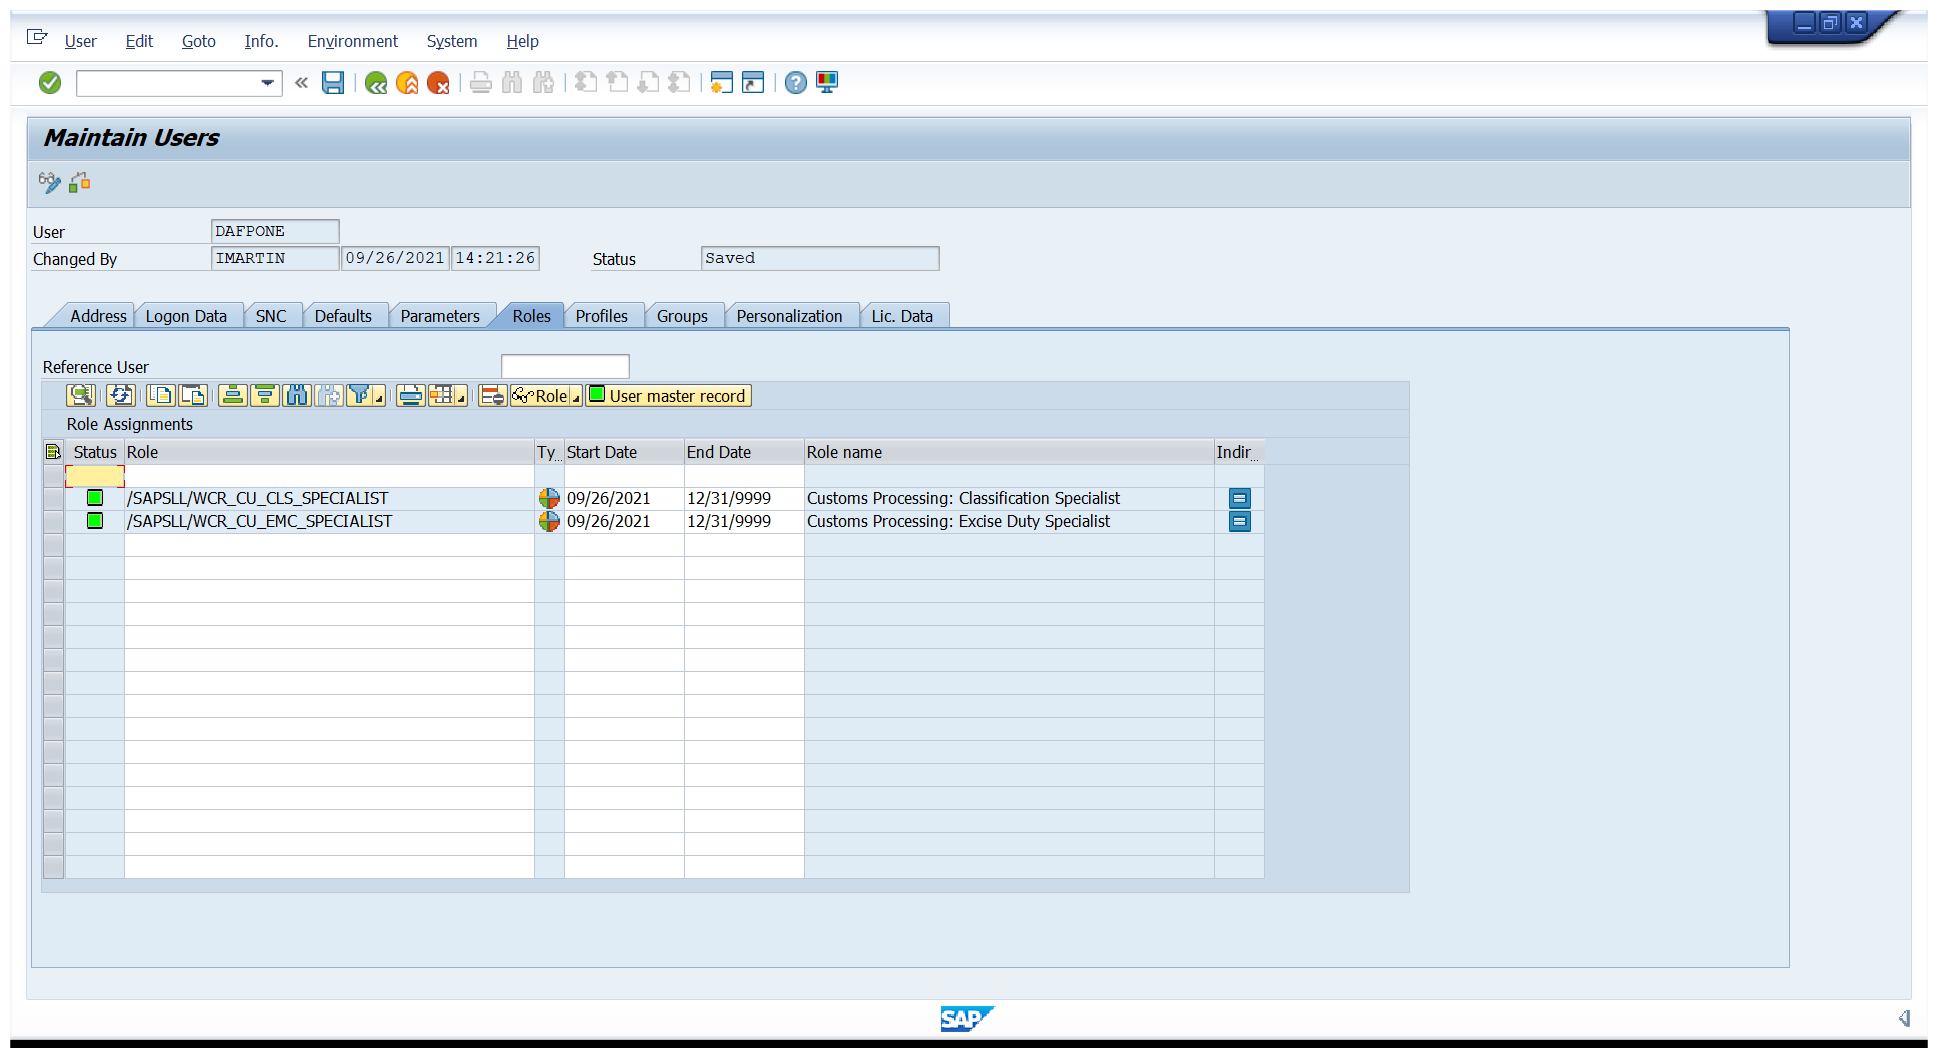 User Edit Goto Info. Environment System Help
Maintain Users
User DAFPONE
Changed By IMARTIN 09/26/2021 14:21:26 Status Saved
Address Logon Data SNC Defaults Parameters Roles Profiles Groups Personalization Lic. Data
Reference User
Role User master record
Role Assignments
Status Role Ty... Start Date End Date Role name Indir...
/SAPSLL/WCR_CU_CLS_SPECIALIST 09/26/2021 12/31/9999 Customs Processing: Classification Specialist
/SAPSLL/WCR_CU_EMC_SPECIALIST 09/26/2021 12/31/9999 Customs Processing: Excise Duty Specialist
SAP